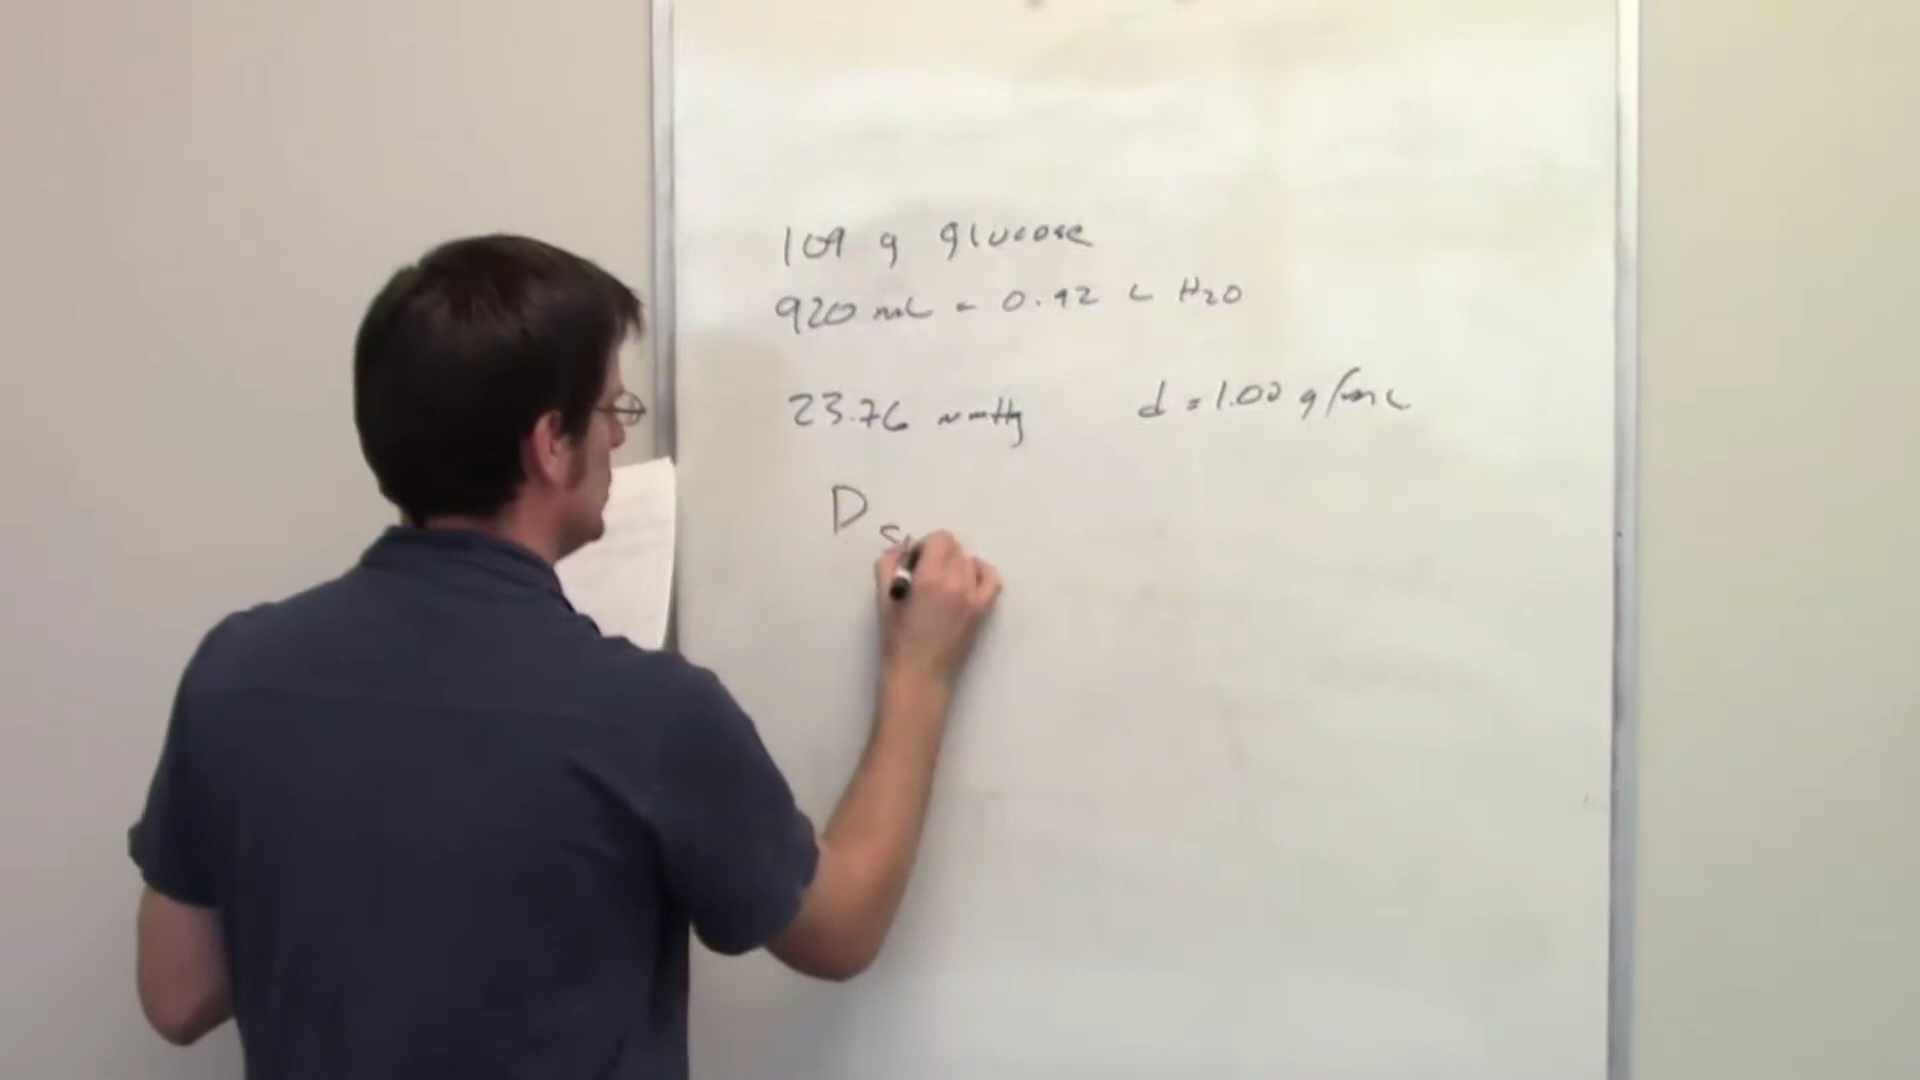 109 g glucose
920 mL = 0.92 L H2O
23.76 mmHg d = 1.00 g/mL
D